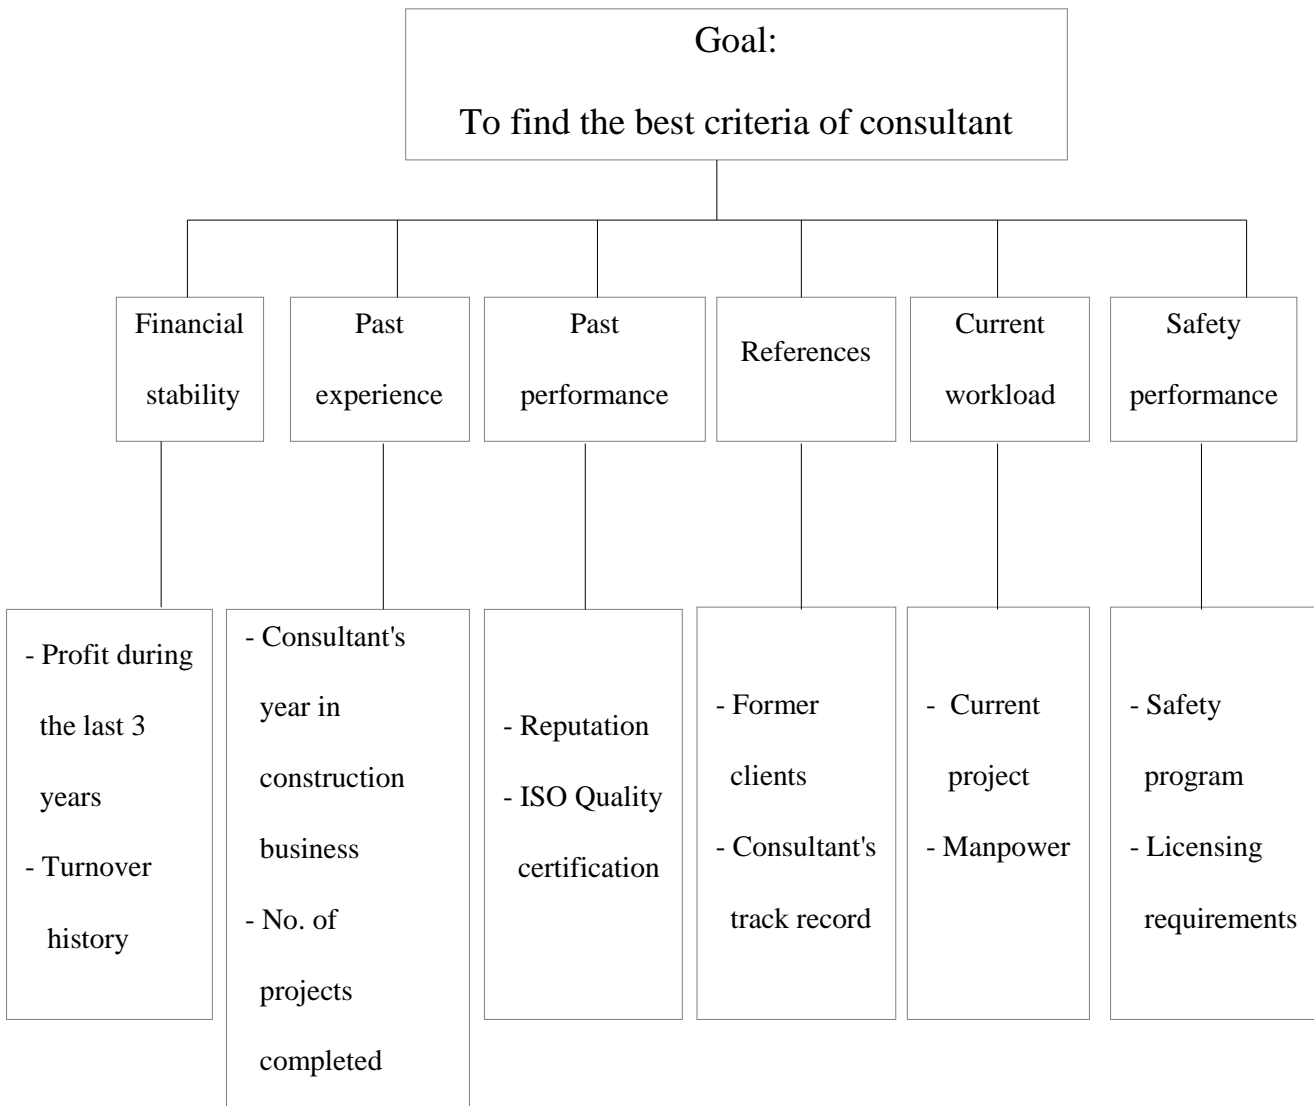 Goal:
To find the best criteria of consultant
Financial
stability
Past
experience
Past
performance
References
Current
workload
Safety
performance
- Profit during
the last 3
years
- Turnover
history
- Consultant's
year in
construction
business
- No. of
projects
completed
- Reputation
- ISO Quality
certification
- Former
clients
- Consultant's
track record
- Current
project
- Manpower
- Safety
program
- Licensing
requirements